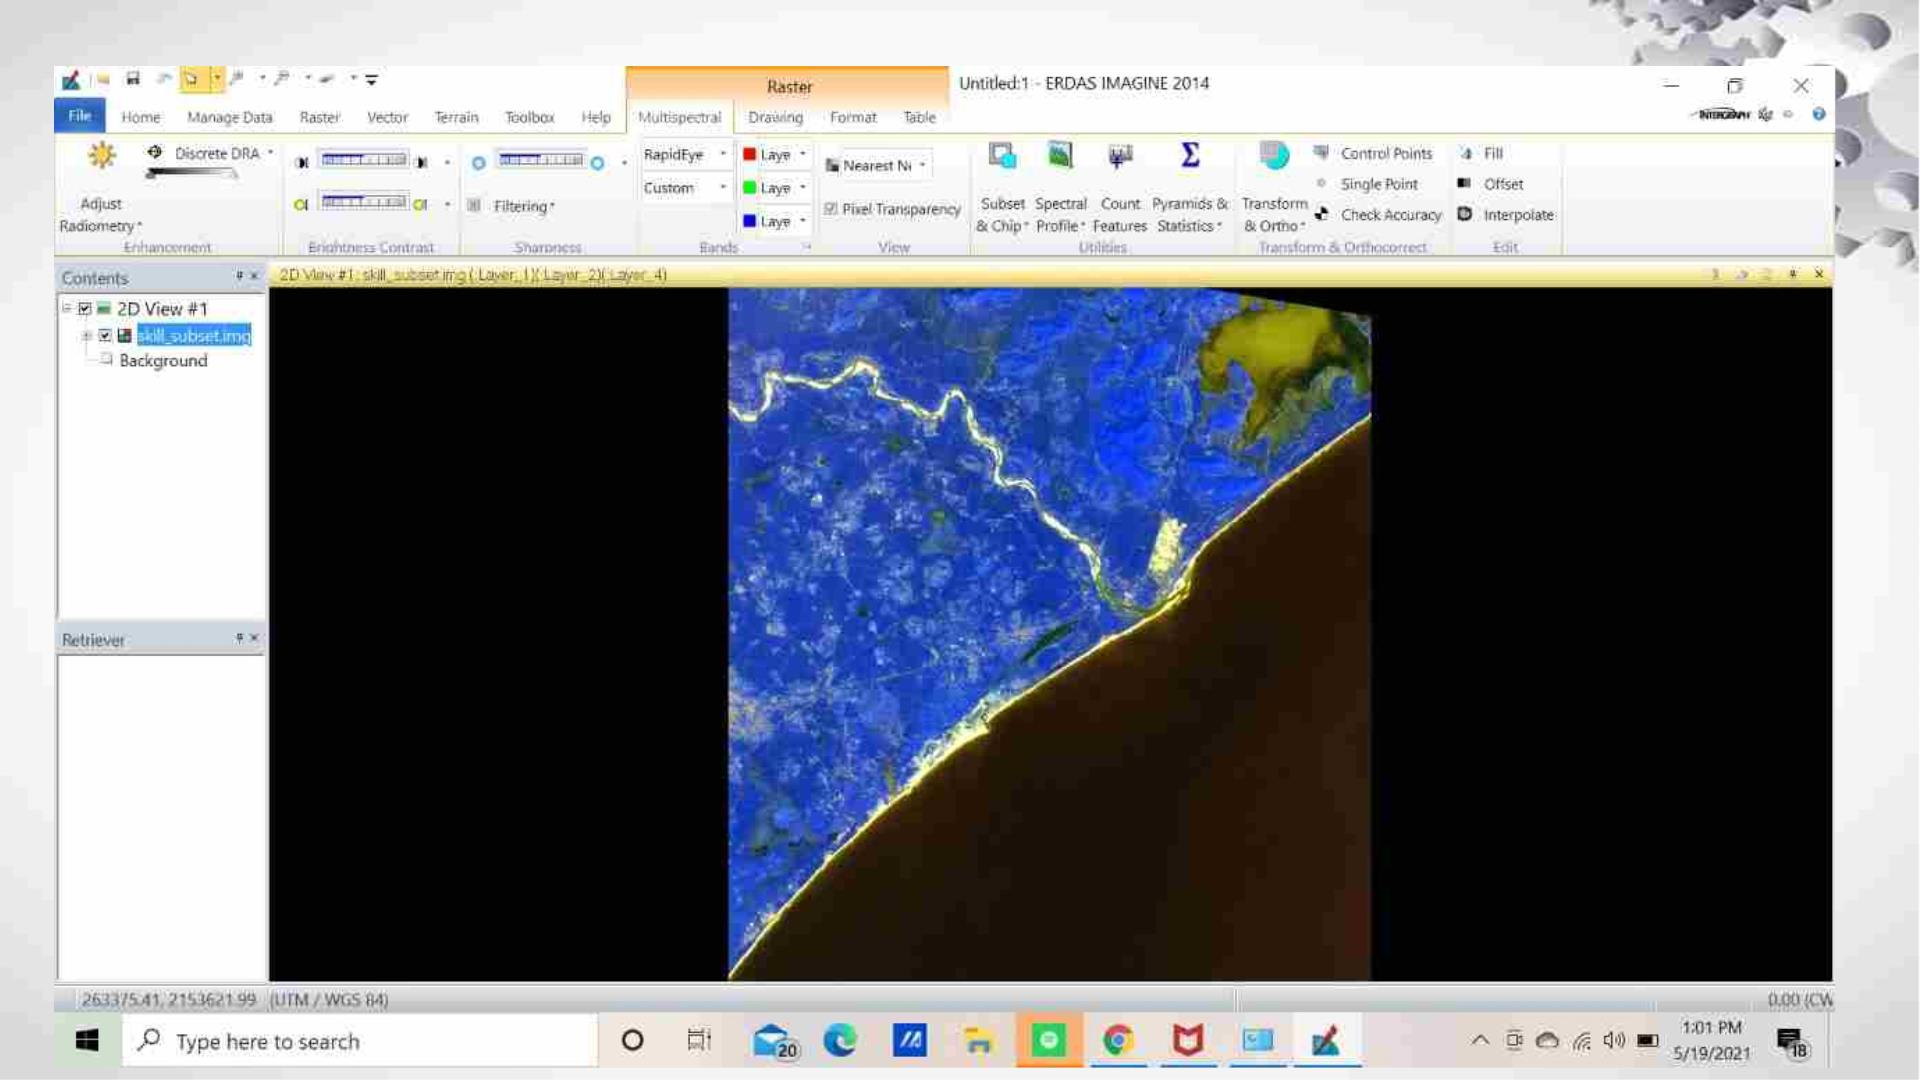 Raster
Untitled:1 - ERDAS IMAGINE 2014
File Home Manage Data Raster Vector Terrain Toolbox Help Multispectral Drawing Format Table
INTERGRAPH
Discrete DRA
Adjust
Radiometry
Enhancement
Brightness Contrast
Filtering
Sharpness
RapidEye
Custom
Laye
Laye
Laye
Bands
Nearest Ne
Pixel Transparency
View
Subset
& Chip
Spectral
Profile
Count
Features
Pyramids &
Statistics
Utilities
Transform
& Ortho
Control Points
Single Point
Check Accuracy
Transform & Orthocorrect
Fill
Offset
Interpolate
Edit
Contents
2D View #1: skill_subset.img (:Layer_1)(:Layer_2)(:Layer_4)
2D View #1
skill_subset.img
Background
Retriever
263375.41, 2153621.99 (UTM / WGS 84)
0.00 (CW
Type here to search
20
1:01 PM
5/19/2021
18